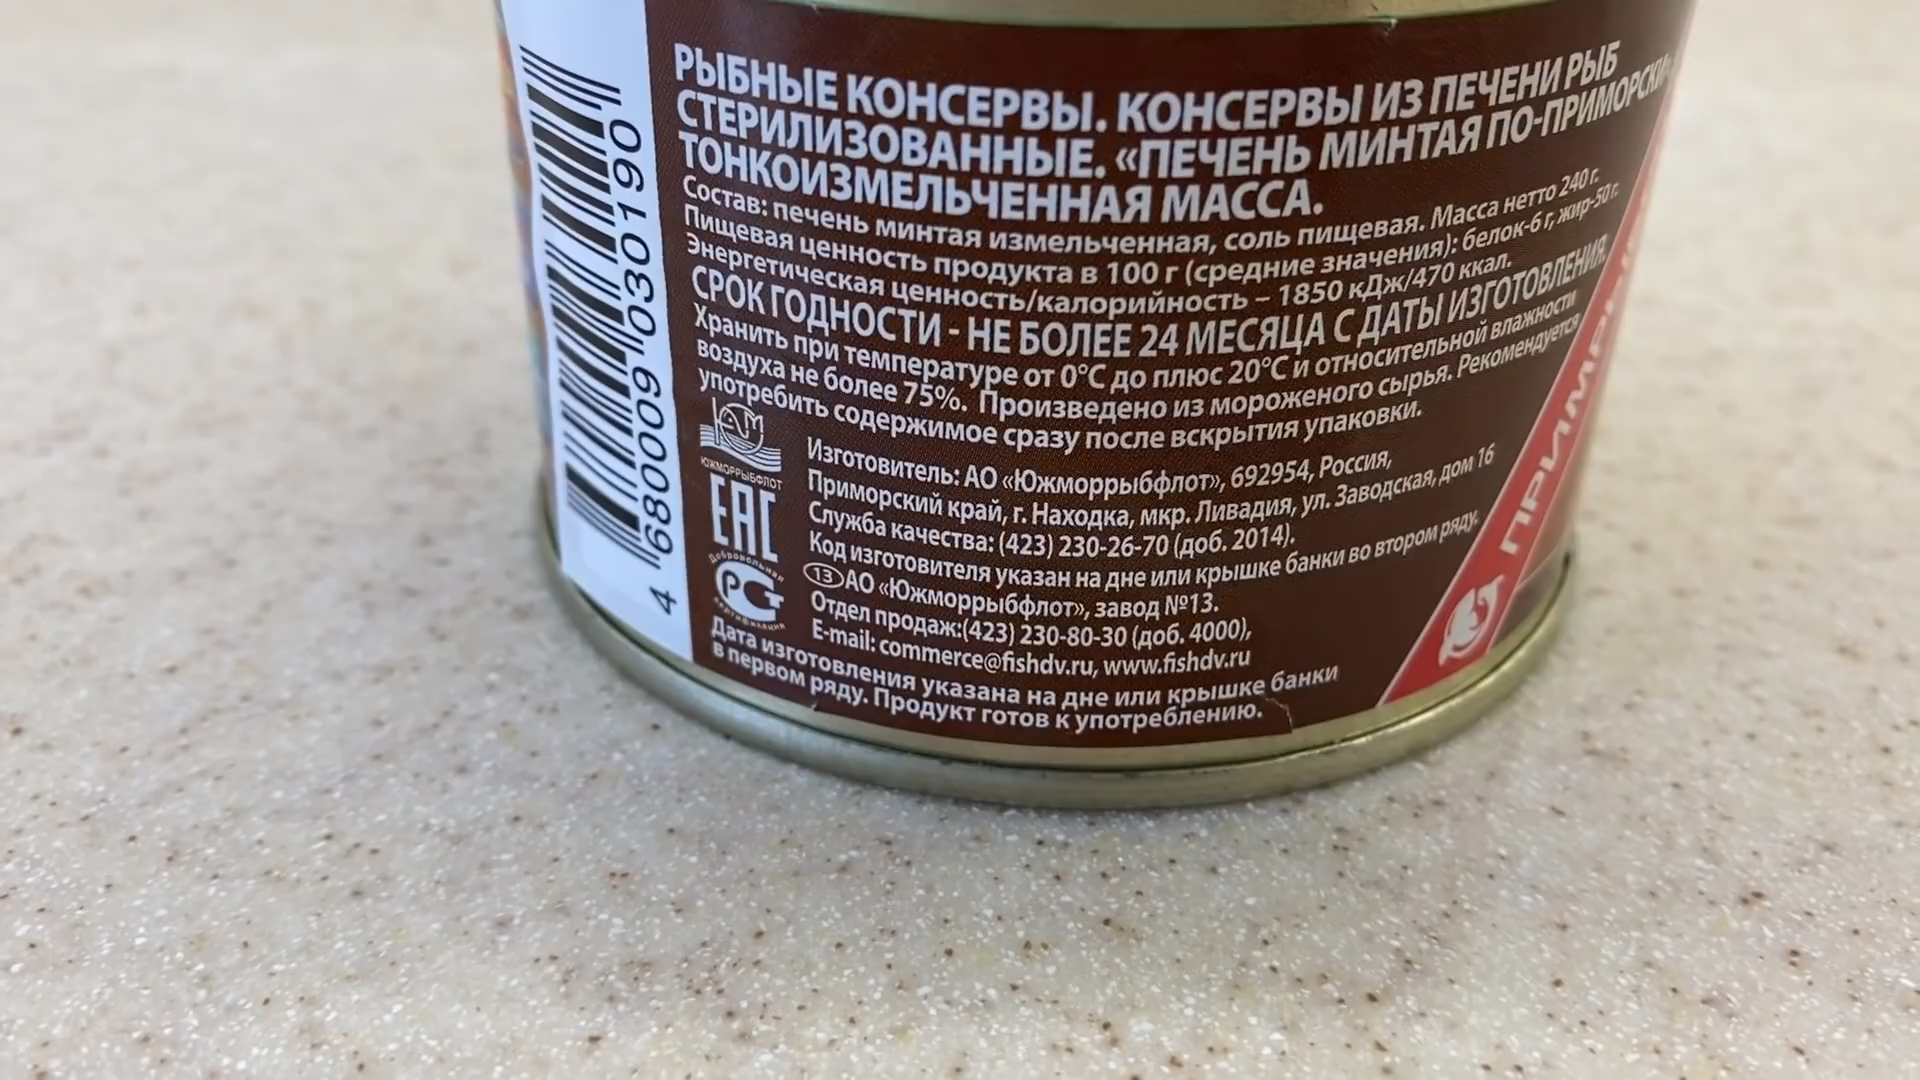 РЫБНЫЕ КОНСЕРВЫ. КОНСЕРВЫ ИЗ ПЕЧЕНИ РЫБ
СТЕРИЛИЗОВАННЫЕ. «ПЕЧЕНЬ МИНТАЯ ПО-ПРИМОРСКИ»
ТОНКОИЗМЕЛЬЧЕННАЯ МАССА.
Состав: печень минтая измельченная, соль пищевая. Масса нетто 240 г.
Пищевая ценность продукта в 100 г (средние значения): белок-6 г, жир-50 г.
Энергетическая ценность/калорийность – 1850 кДж/470 ккал.
СРОК ГОДНОСТИ - НЕ БОЛЕЕ 24 МЕСЯЦА С ДАТЫ ИЗГОТОВЛЕНИЯ.
Хранить при температуре от 0°С до плюс 20°С и относительной влажности
воздуха не более 75%. Произведено из мороженого сырья. Рекомендуется
употребить содержимое сразу после вскрытия упаковки.
ЮЖМОРРЫБФЛОТ
ЕАС
Добровольная
РСТ
сертификация
Изготовитель: АО «Южморрыбфлот», 692954, Россия,
Приморский край, г. Находка, мкр. Ливадия, ул. Заводская, дом 16
Служба качества: (423) 230-26-70 (доб. 2014).
Код изготовителя указан на дне или крышке банки во втором ряду.
13 АО «Южморрыбфлот», завод №13.
Отдел продаж:(423) 230-80-30 (доб. 4000),
E-mail: commerce@fishdv.ru, www.fishdv.ru
Дата изготовления указана на дне или крышке банки
в первом ряду. Продукт готов к употреблению.
4 680009 030190